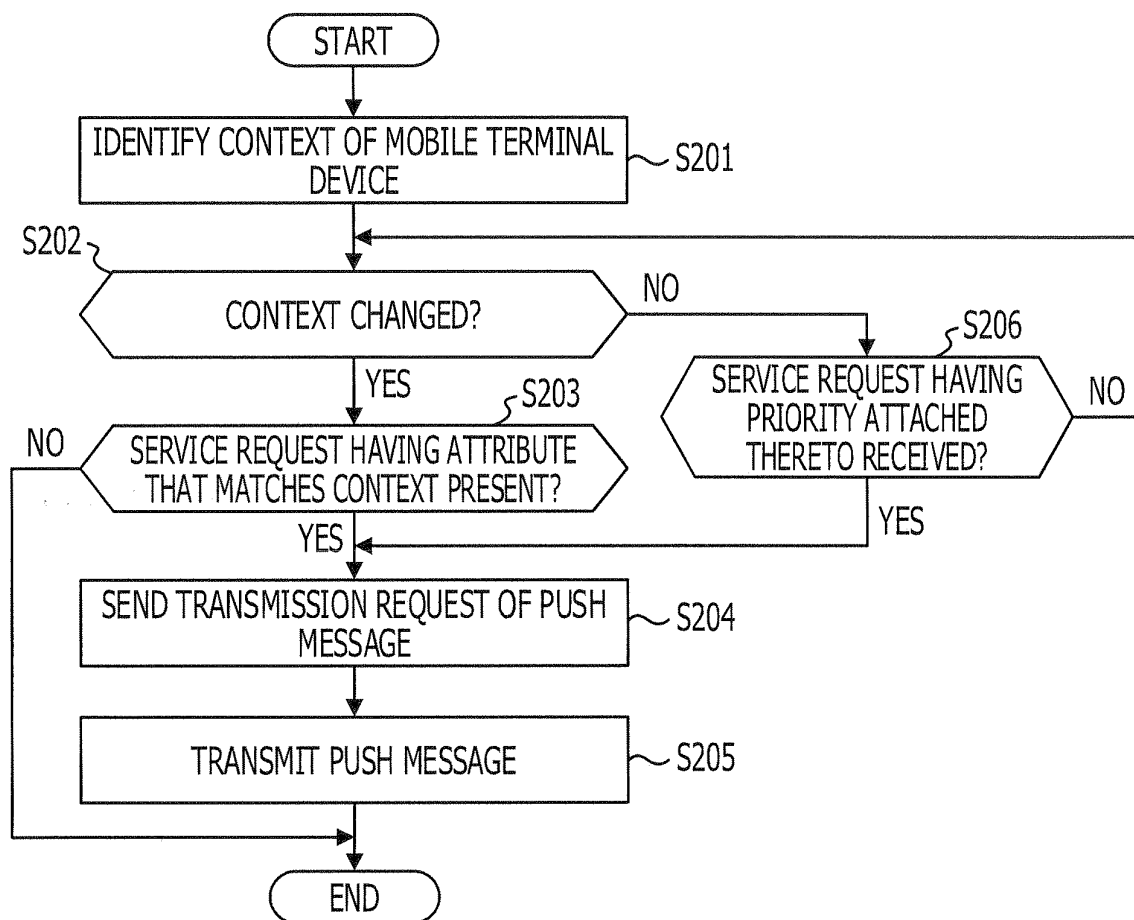 START
IDENTIFY CONTEXT OF MOBILE TERMINAL
DEVICE
S201
S202
CONTEXT CHANGED?
NO
S206
YES
SERVICE REQUEST HAVING
PRIORITY ATTACHED
THERETO RECEIVED?
NO
S203
NO
SERVICE REQUEST HAVING ATTRIBUTE
THAT MATCHES CONTEXT PRESENT?
YES
YES
SEND TRANSMISSION REQUEST OF PUSH
MESSAGE
S204
TRANSMIT PUSH MESSAGE
S205
END